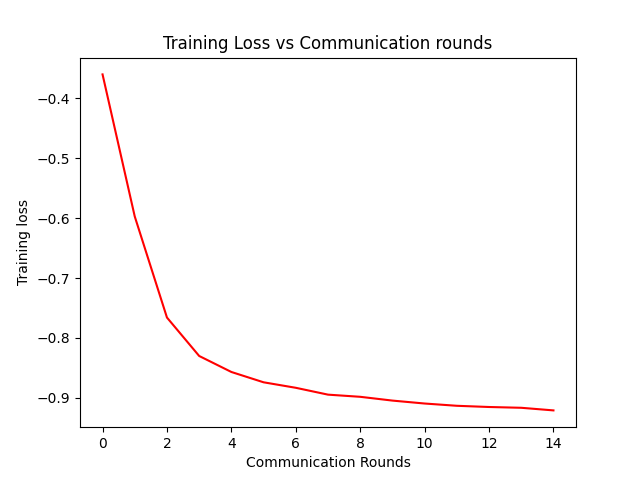 Training Loss vs Communication rounds
−0.4
−0.5
−0.6
−0.7
−0.8
−0.9
Training loss
0 2 4 6 8 10 12 14
Communication Rounds